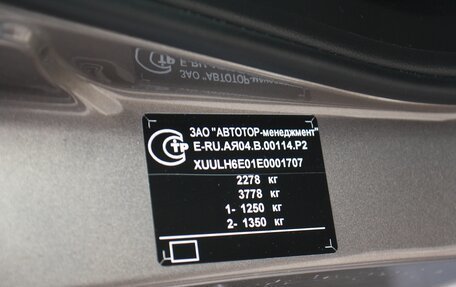 ЗАО "АВТОТОР-менеджмент"
E-RU.АЯ04.В.00114.Р2
XUULH6E01E0001707
2278 кг
3778 кг
1- 1250 кг
2- 1350 кг